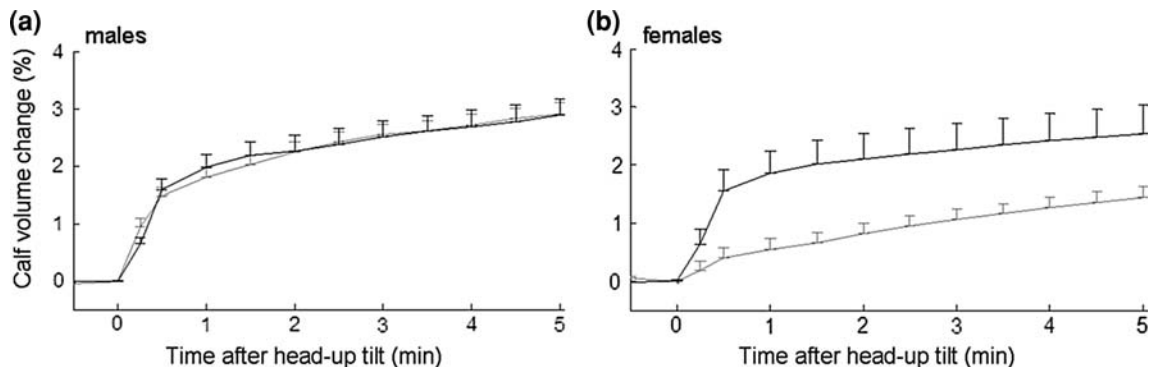 (a) males
Calf volume change (%)
4
3
2
1
0
0 1 2 3 4 5
Time after head-up tilt (min)
(b) females
4
3
2
1
0
0 1 2 3 4 5
Time after head-up tilt (min)